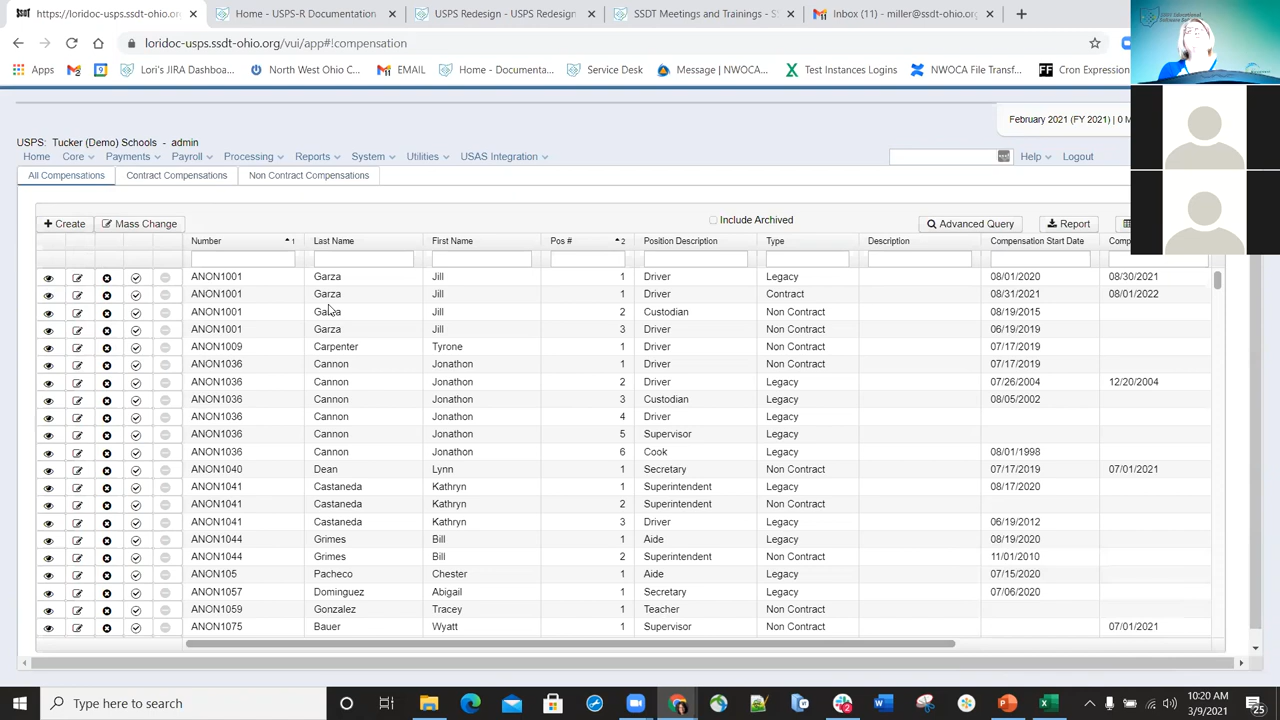 https://ssdt-ohio.org/
Home - USPS-R Documentation
USPS Redesign - USPS Redesign
SSDT Meetings and Trainings - S
Inbox (11) - miller@ssdt-ohio.org
loridoc-usps.ssdt-ohio.org/vui/app#!compensation
Apps
Lori's JIRA Dashboa...
North West Ohio C...
EMAIL
Home - Documenta...
Service Desk
Message | NWOCA...
Test Instances Logins
NWOCA File Transf...
Cron Expression
February 2021 (FY 2021) | 0 M
USPS: Tucker (Demo) Schools - admin
Home Core Payments Payroll Processing Reports System Utilities USAS Integration Help Logout
All Compensations Contract Compensations Non Contract Compensations
Create Mass Change Include Archived Advanced Query Report
Number 1 Last Name First Name Pos # 2 Position Description Type Description Compensation Start Date Comp
ANON1001 Garza Jill 1 Driver Legacy 08/01/2020 08/30/2021
ANON1001 Garza Jill 1 Driver Contract 08/31/2021 08/01/2022
ANON1001 Garza Jill 2 Custodian Non Contract 08/19/2015
ANON1001 Garza Jill 3 Driver Non Contract 06/19/2019
ANON1009 Carpenter Tyrone 1 Driver Non Contract 07/17/2019
ANON1036 Cannon Jonathon 1 Driver Non Contract 07/17/2019
ANON1036 Cannon Jonathon 2 Driver Legacy 07/26/2004 12/20/2004
ANON1036 Cannon Jonathon 3 Custodian Legacy 08/05/2002
ANON1036 Cannon Jonathon 4 Driver Legacy
ANON1036 Cannon Jonathon 5 Supervisor Legacy
ANON1036 Cannon Jonathon 6 Cook Legacy 08/01/1998
ANON1040 Dean Lynn 1 Secretary Non Contract 07/17/2019 07/01/2021
ANON1041 Castaneda Kathryn 1 Superintendent Legacy 08/17/2020
ANON1041 Castaneda Kathryn 2 Superintendent Non Contract
ANON1041 Castaneda Kathryn 3 Driver Legacy 06/19/2012
ANON1044 Grimes Bill 1 Aide Legacy 08/19/2020
ANON1044 Grimes Bill 2 Superintendent Non Contract 11/01/2010
ANON105 Pacheco Chester 1 Aide Legacy 07/15/2020
ANON1057 Dominguez Abigail 1 Secretary Legacy 07/06/2020
ANON1059 Gonzalez Tracey 1 Teacher Non Contract
ANON1075 Bauer Wyatt 1 Supervisor Non Contract 07/01/2021
Type here to search
10:20 AM
3/9/2021
25